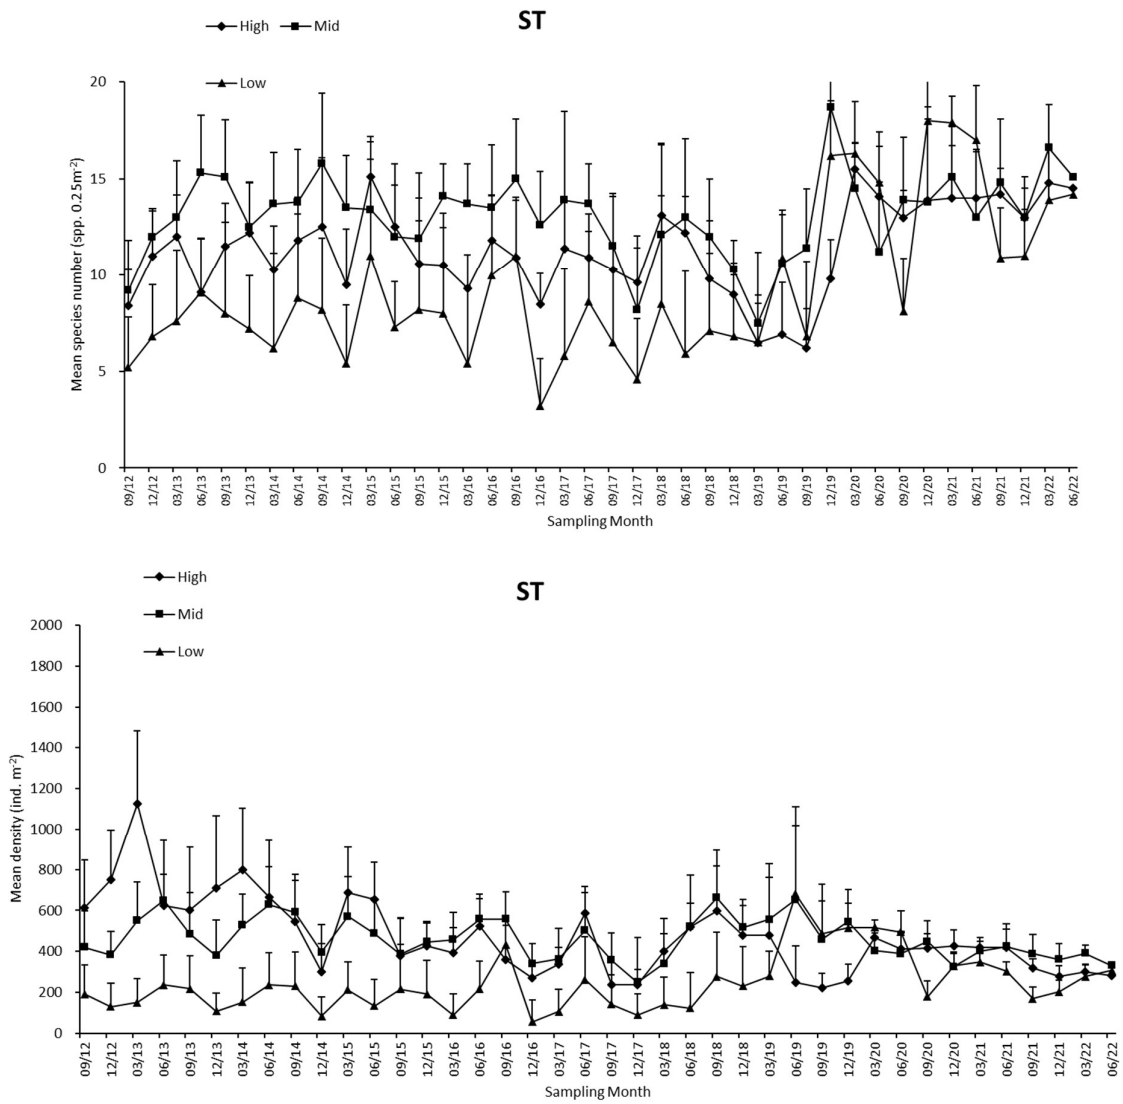 ST
High Mid
Low
20
15
10
5
0
Mean species number (spp. 0.25m⁻²)
09/12 12/12 03/13 06/13 09/13 12/13 03/14 06/14 09/14 12/14 03/15 06/15 09/15 12/15 03/16 06/16 09/16 12/16 03/17 06/17 09/17 12/17 03/18 06/18 09/18 12/18 03/19 06/19 09/19 12/19 03/20 06/20 09/20 12/20 03/21 06/21 09/21 12/21 03/22 06/22
Sampling Month
ST
High
Mid
Low
2000
1800
1600
1400
1200
1000
800
600
400
200
0
Mean density (ind. m⁻²)
09/12 12/12 03/13 06/13 09/13 12/13 03/14 06/14 09/14 12/14 03/15 06/15 09/15 12/15 03/16 06/16 09/16 12/16 03/17 06/17 09/17 12/17 03/18 06/18 09/18 12/18 03/19 06/19 09/19 12/19 03/20 06/20 09/20 12/20 03/21 06/21 09/21 12/21 03/22 06/22
Sampling Month